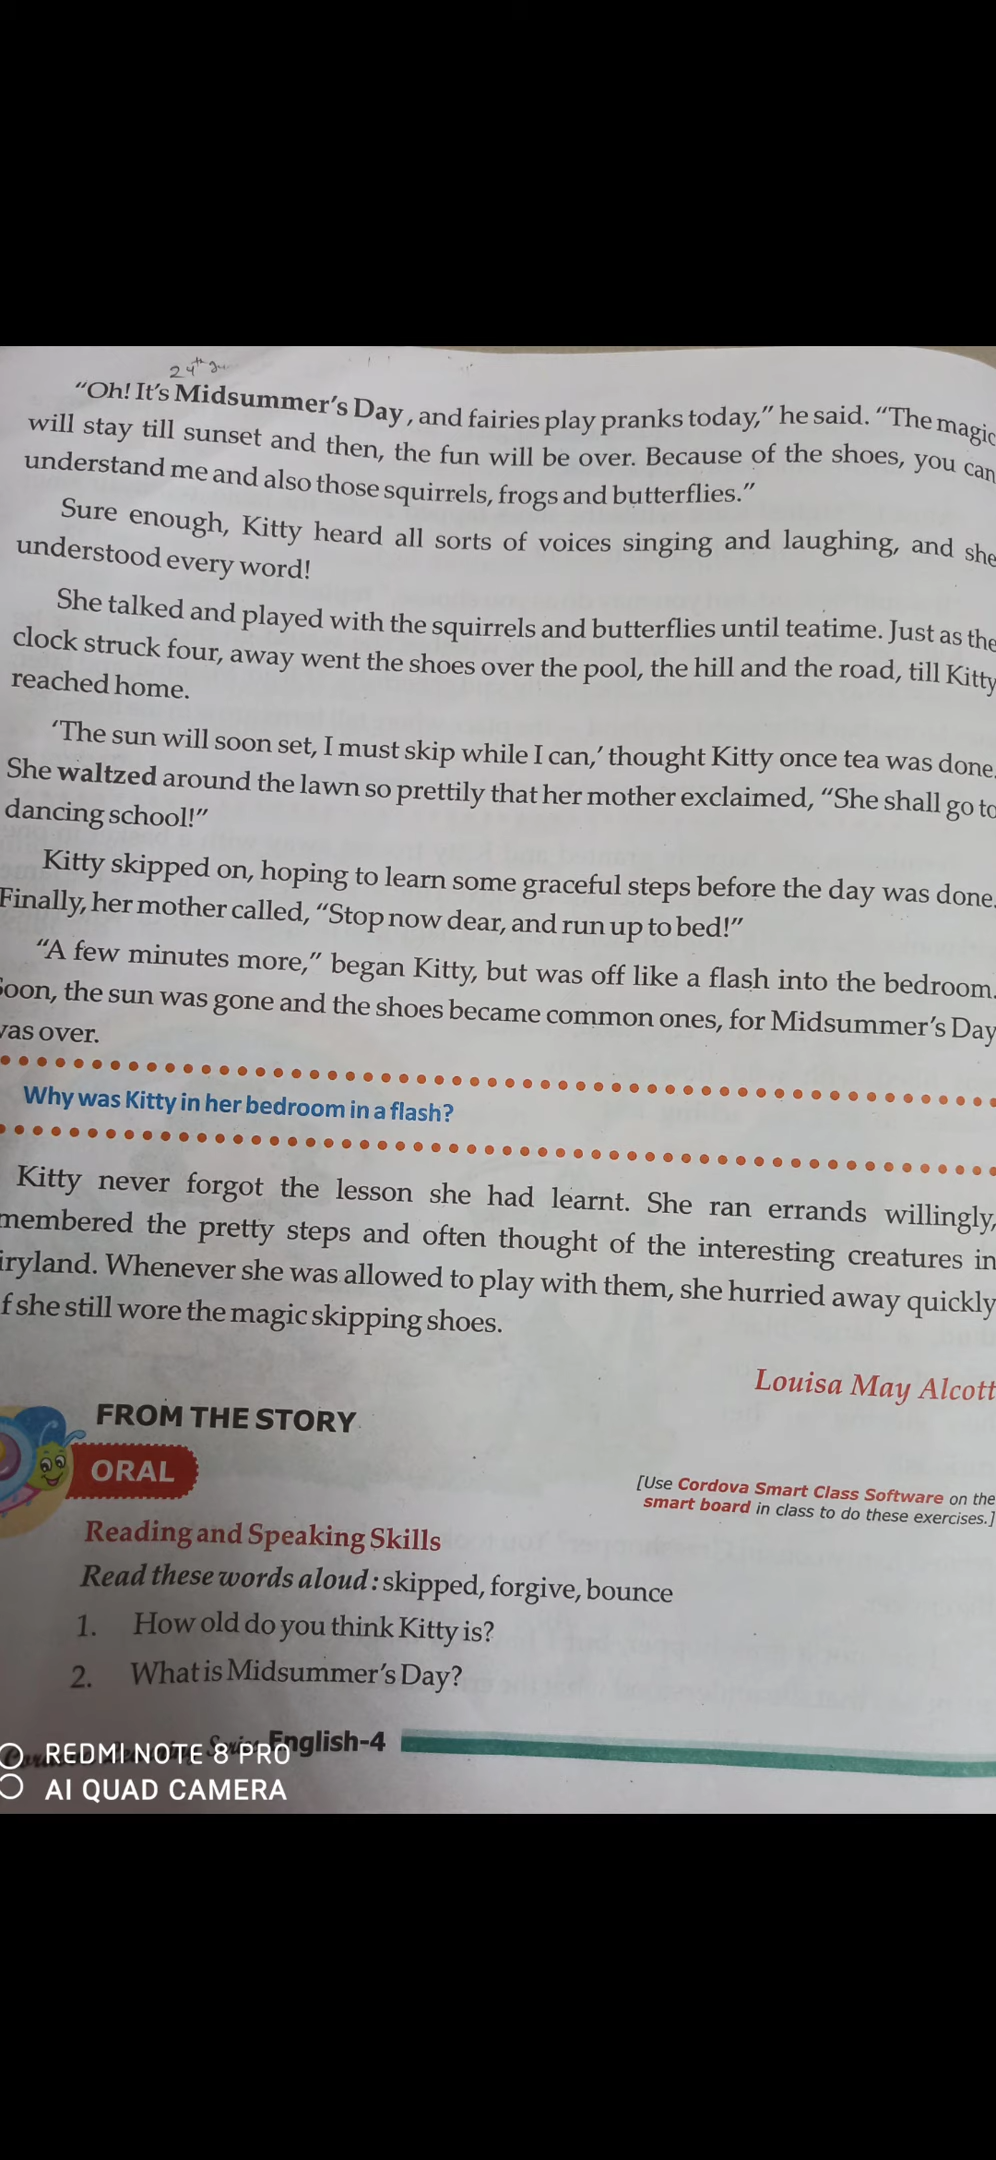 24th Ju
“Oh! It’s Midsummer’s Day, and fairies play pranks today,” he said. “The magic
will stay till sunset and then, the fun will be over. Because of the shoes, you can
understand me and also those squirrels, frogs and butterflies.”
Sure enough, Kitty heard all sorts of voices singing and laughing, and she
understood every word!
She talked and played with the squirrels and butterflies until teatime. Just as the
clock struck four, away went the shoes over the pool, the hill and the road, till Kitty
reached home.
‘The sun will soon set, I must skip while I can,’ thought Kitty once tea was done.
She waltzed around the lawn so prettily that her mother exclaimed, “She shall go to
dancing school!”
Kitty skipped on, hoping to learn some graceful steps before the day was done.
Finally, her mother called, “Stop now dear, and run up to bed!”
“A few minutes more,” began Kitty, but was off like a flash into the bedroom.
Soon, the sun was gone and the shoes became common ones, for Midsummer’s Day
was over.
Why was Kitty in her bedroom in a flash?
Kitty never forgot the lesson she had learnt. She ran errands willingly,
membered the pretty steps and often thought of the interesting creatures in
iryland. Whenever she was allowed to play with them, she hurried away quickly
f she still wore the magic skipping shoes.
Louisa May Alcott
FROM THE STORY
ORAL
[Use Cordova Smart Class Software on the
smart board in class to do these exercises.]
Reading and Speaking Skills
Read these words aloud : skipped, forgive, bounce
1. How old do you think Kitty is?
2. What is Midsummer’s Day?
English-4
REDMI NOTE 8 PRO
AI QUAD CAMERA